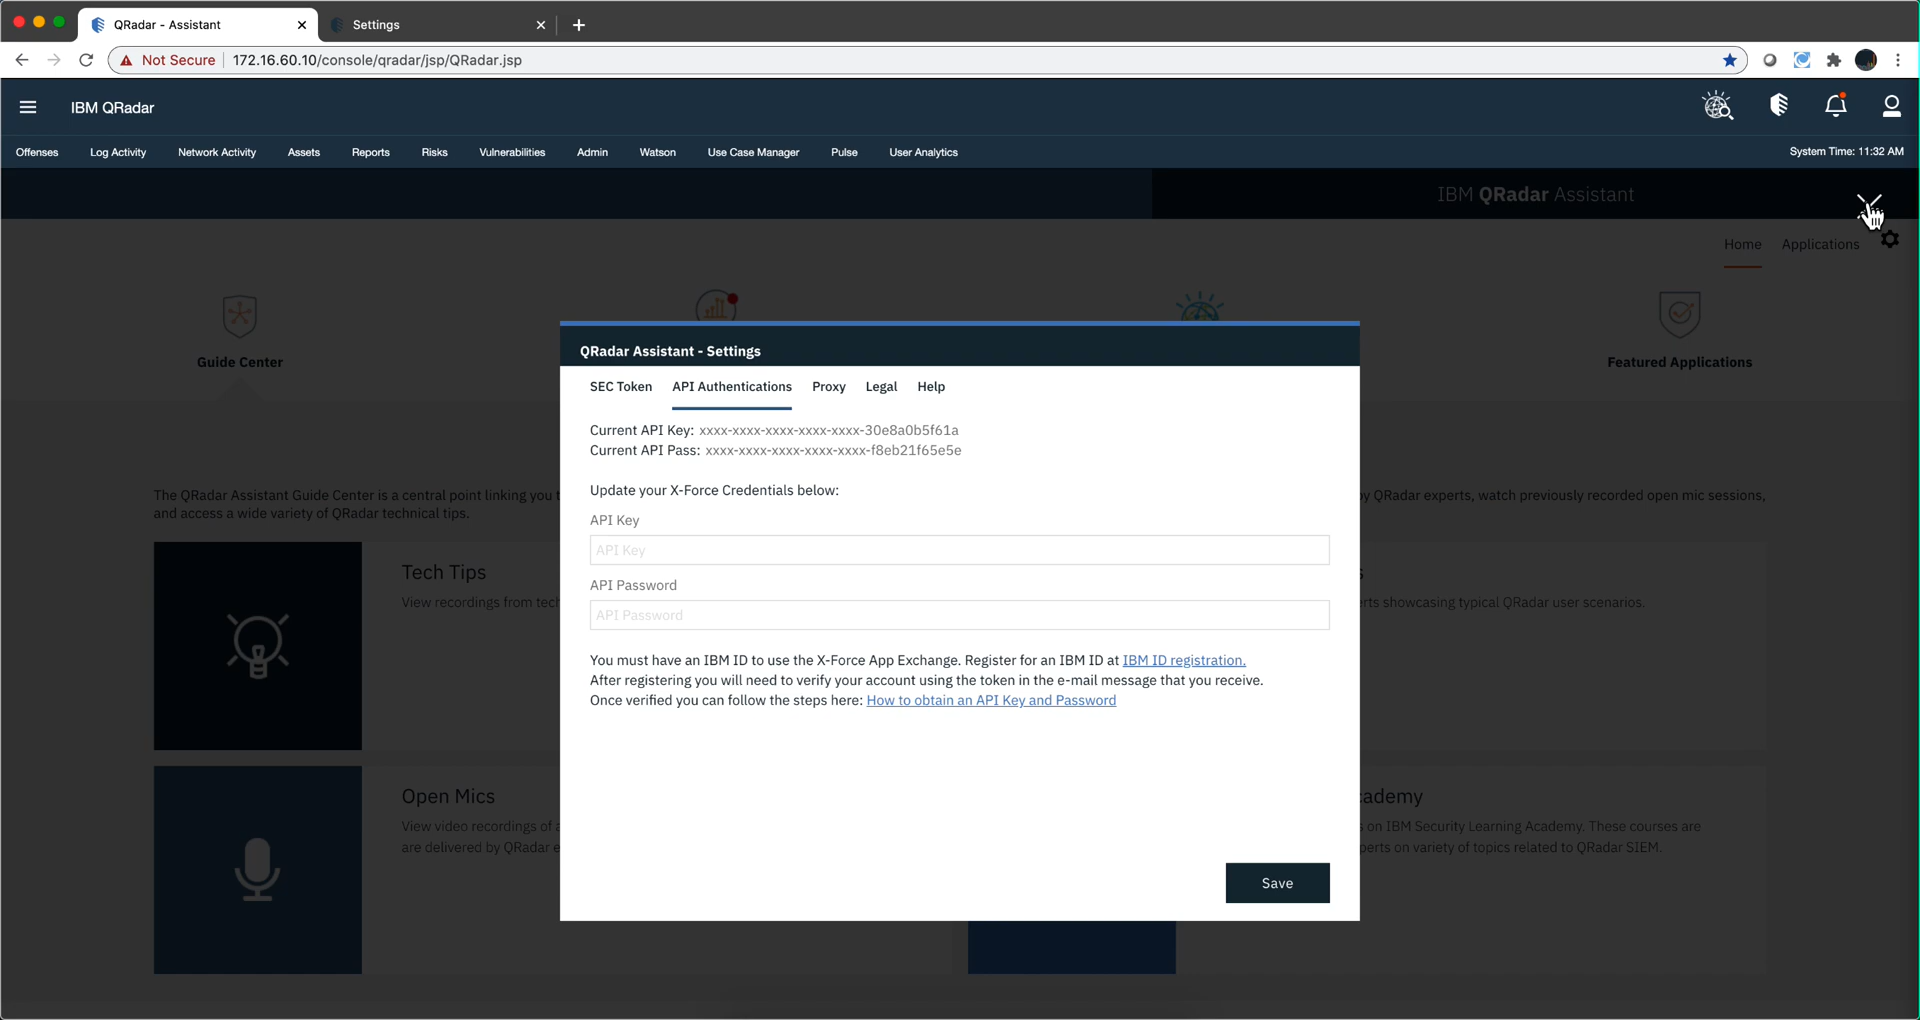 QRadar - Assistant
Settings
Not Secure
172.16.60.10/console/qradar/jsp/QRadar.jsp
IBM QRadar
Offenses
Log Activity
Network Activity
Assets
Reports
Risks
Vulnerabilities
Admin
Watson
Use Case Manager
Pulse
User Analytics
System Time: 11:32 AM
IBM QRadar Assistant
Home
Applications
Guide Center
Featured Applications
QRadar Assistant - Settings
SEC Token
API Authentications
Proxy
Legal
Help
Current API Key: xxxx-xxxx-xxxx-xxxx-xxxx-30e8a0b5f61a
Current API Pass: xxxx-xxxx-xxxx-xxxx-xxxx-f8eb21f65e5e
Update your X-Force Credentials below:
API Key
API Key
API Password
API Password
You must have an IBM ID to use the X-Force App Exchange. Register for an IBM ID at IBM ID registration.
After registering you will need to verify your account using the token in the e-mail message that you receive.
Once verified you can follow the steps here: How to obtain an API Key and Password
Save
The QRadar Assistant Guide Center is a central point linking you t
y QRadar experts, watch previously recorded open mic sessions,
and access a wide variety of QRadar technical tips.
Tech Tips
View recordings from tec
s
rts showcasing typical QRadar user scenarios.
Open Mics
View video recordings of a
are delivered by QRadar e
cademy
s on IBM Security Learning Academy. These courses are
perts on variety of topics related to QRadar SIEM.